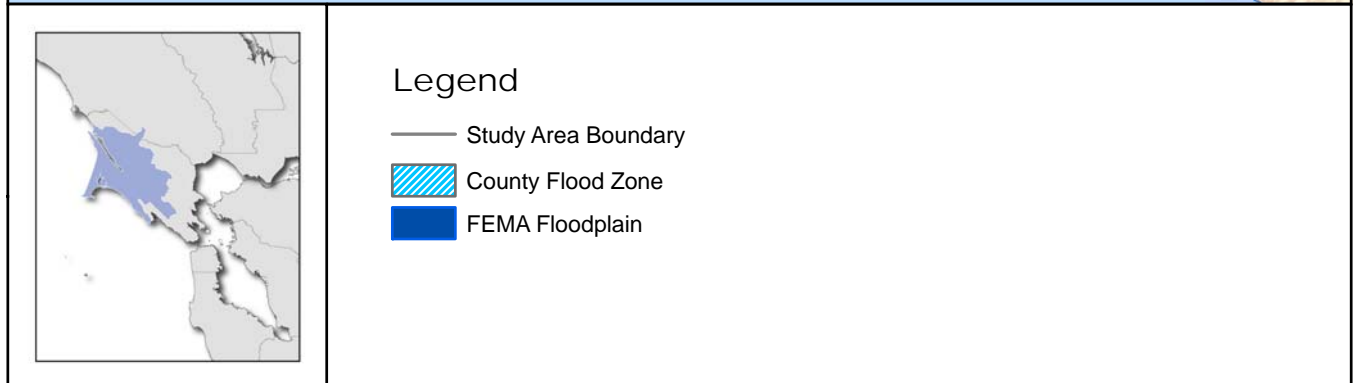 Legend
Study Area Boundary
County Flood Zone
FEMA Floodplain